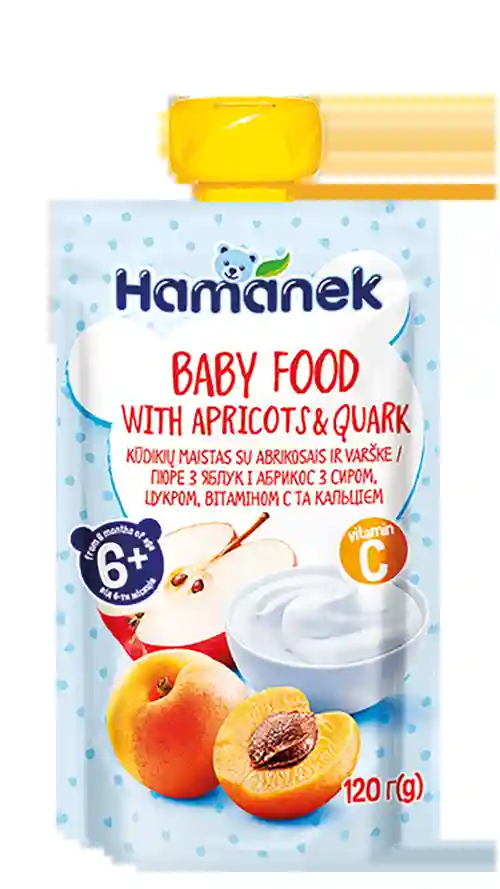 Hamánek
BABY FOOD
WITH APRICOTS & QUARK
KŪDIKIŲ MAISTAS SU ABRIKOSAIS IR VARŠKE /
ПЮРЕ З ЯБЛУК І АБРИКОС З СИРОМ,
ЦУКРОМ, ВІТАМІНОМ С ТА КАЛЬЦІЄМ
from 6 months of age
6+
від 6-ти місяців
vitamin
C
120 г(g)